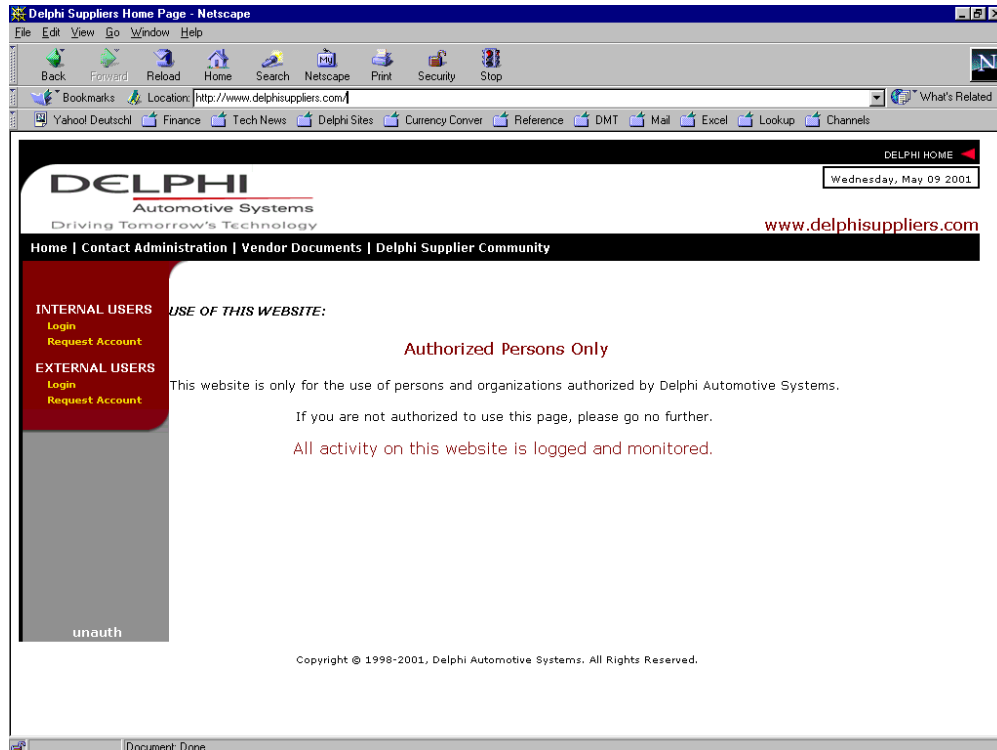 Delphi Suppliers Home Page - Netscape
File Edit View Go Window Help
Back Forward Reload Home Search Netscape Print Security Stop
My
N
Bookmarks Location: http://www.delphisuppliers.com/ What's Related
Yahoo! Deutschl Finance Tech News Delphi Sites Currency Conver Reference DMT Mail Excel Lookup Channels
DELPHI HOME
DELPHI
Wednesday, May 09 2001
Automotive Systems
Driving Tomorrow's Technology
www.delphisuppliers.com
Home | Contact Administration | Vendor Documents | Delphi Supplier Community
INTERNAL USERS
Login
Request Account
EXTERNAL USERS
Login
Request Account
unauth
USE OF THIS WEBSITE:
Authorized Persons Only
This website is only for the use of persons and organizations authorized by Delphi Automotive Systems.
If you are not authorized to use this page, please go no further.
All activity on this website is logged and monitored.
Copyright © 1998-2001, Delphi Automotive Systems. All Rights Reserved.
Document: Done